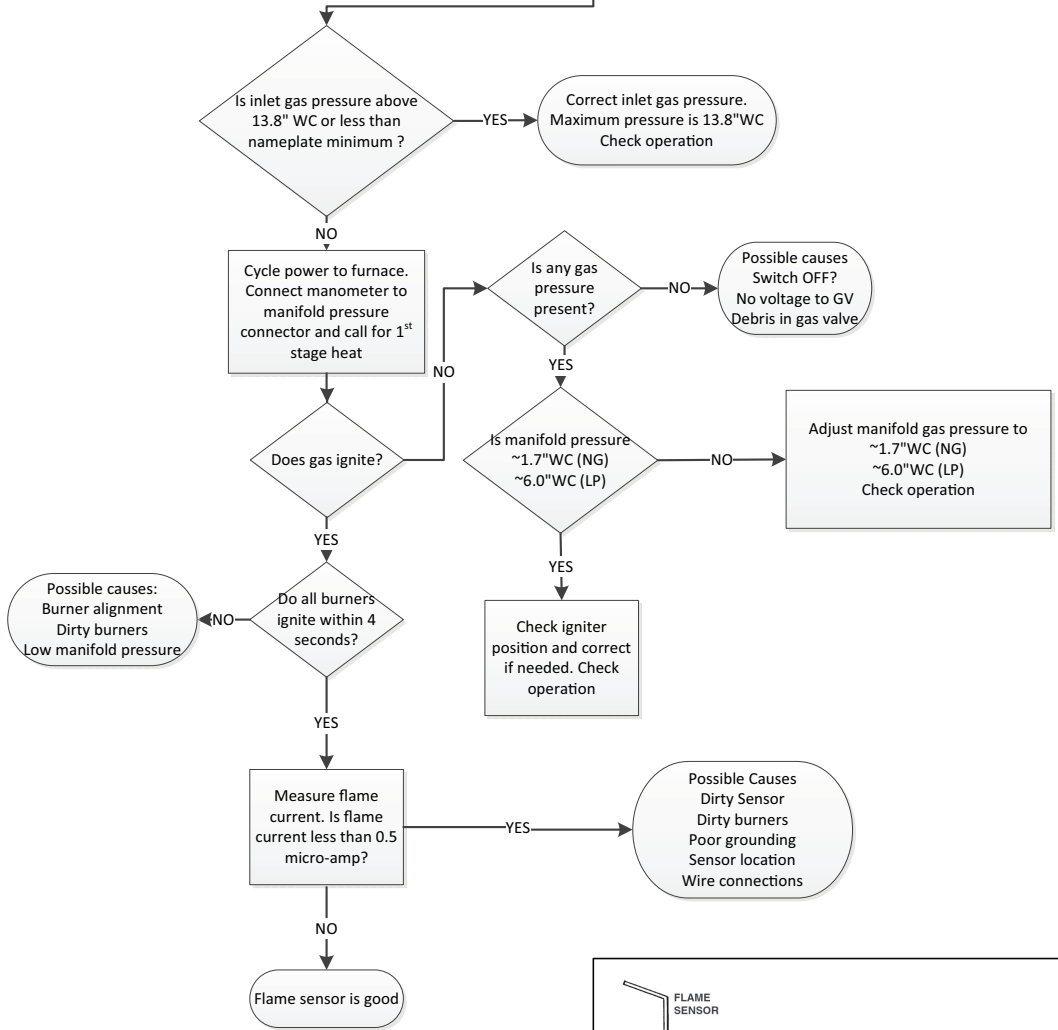 Is inlet gas pressure above
13.8" WC or less than
nameplate minimum ?
YES
Correct inlet gas pressure.
Maximum pressure is 13.8"WC
Check operation
NO
Cycle power to furnace.
Connect manometer to
manifold pressure
connector and call for 1st
stage heat
NO
Is any gas
pressure
present?
NO
Possible causes
Switch OFF?
No voltage to GV
Debris in gas valve
YES
Does gas ignite?
Is manifold pressure
~1.7"WC (NG)
~6.0"WC (LP)
NO
Adjust manifold gas pressure to
~1.7"WC (NG)
~6.0"WC (LP)
Check operation
YES
YES
Possible causes:
Burner alignment
Dirty burners
Low manifold pressure
NO
Do all burners
ignite within 4
seconds?
Check igniter
position and correct
if needed. Check
operation
YES
Measure flame
current. Is flame
current less than 0.5
micro-amp?
YES
Possible Causes
Dirty Sensor
Dirty burners
Poor grounding
Sensor location
Wire connections
NO
Flame sensor is good
FLAME
SENSOR